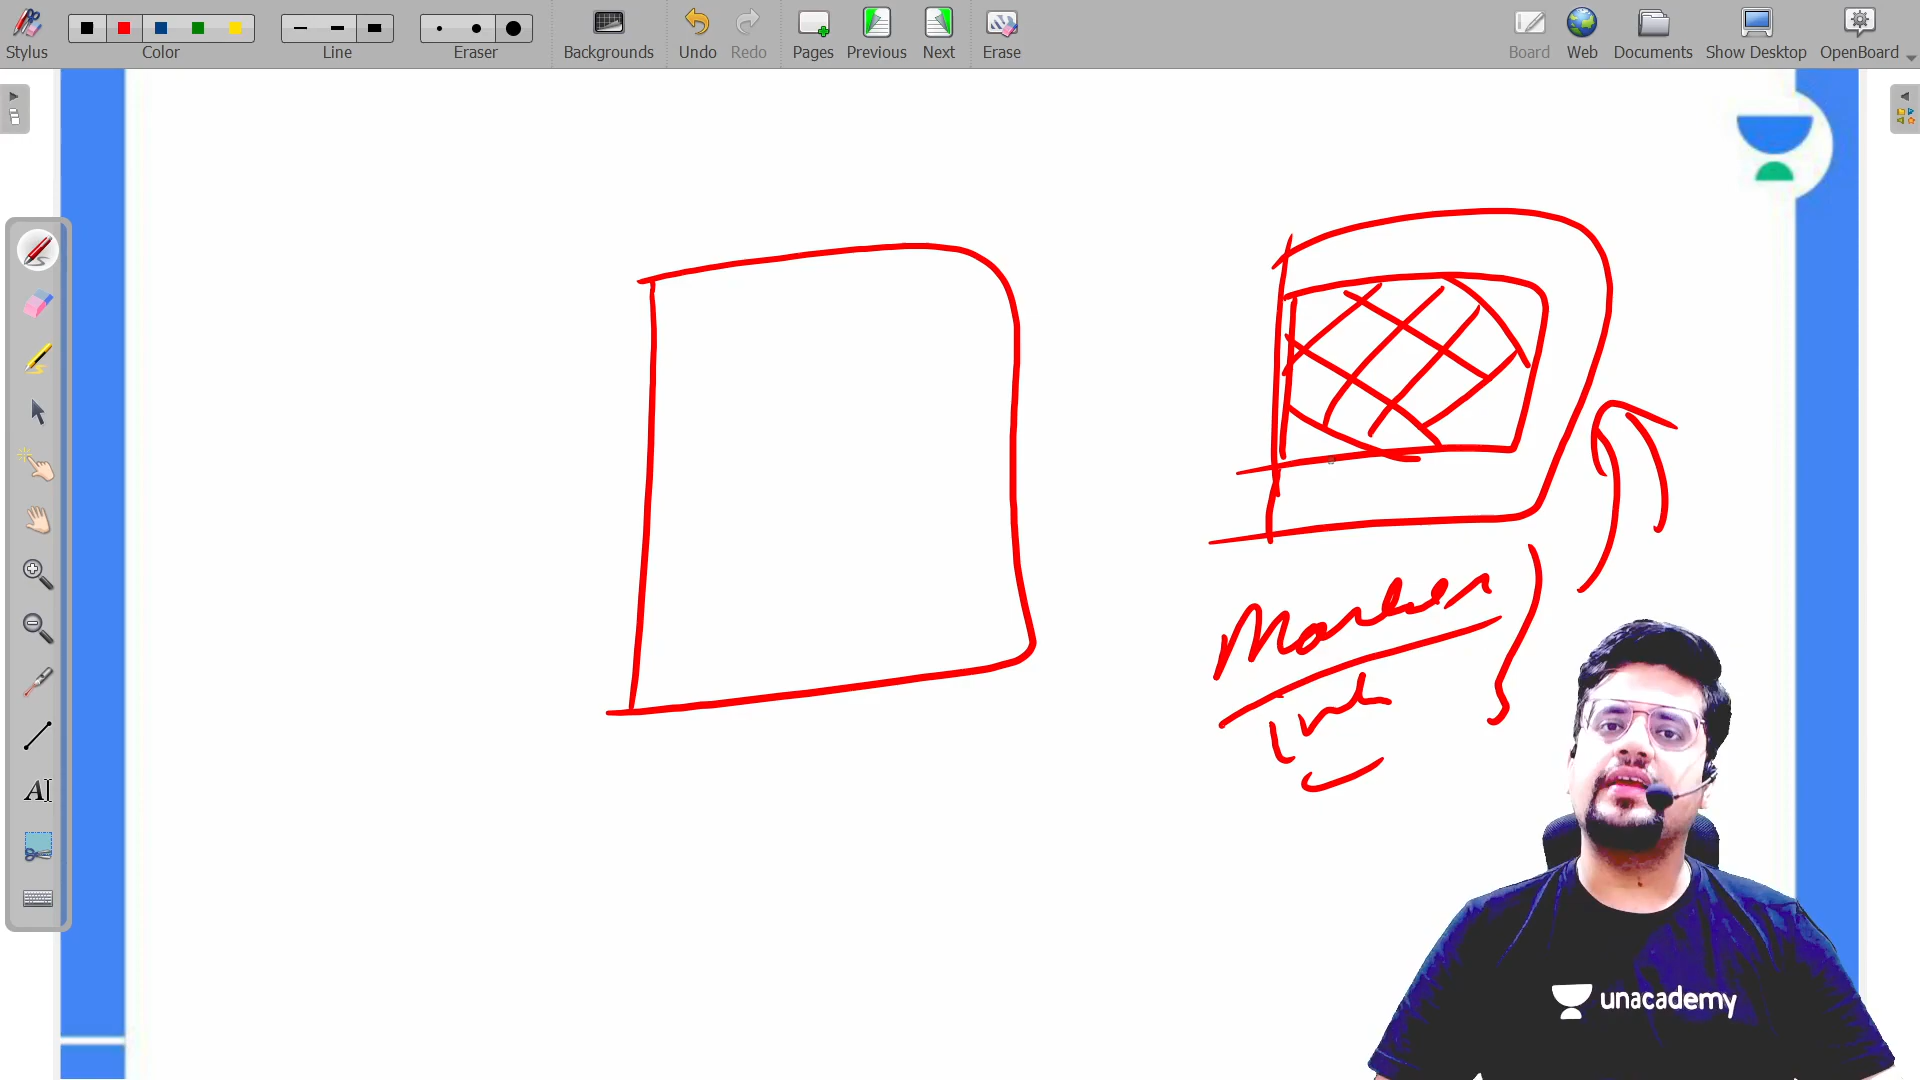 Stylus
Color
Line
Eraser
Backgrounds
Undo
Redo
Pages
Previous
Next
Erase
Board
Web
Documents
Show Desktop
OpenBoard
Marker
Ink
unacademy